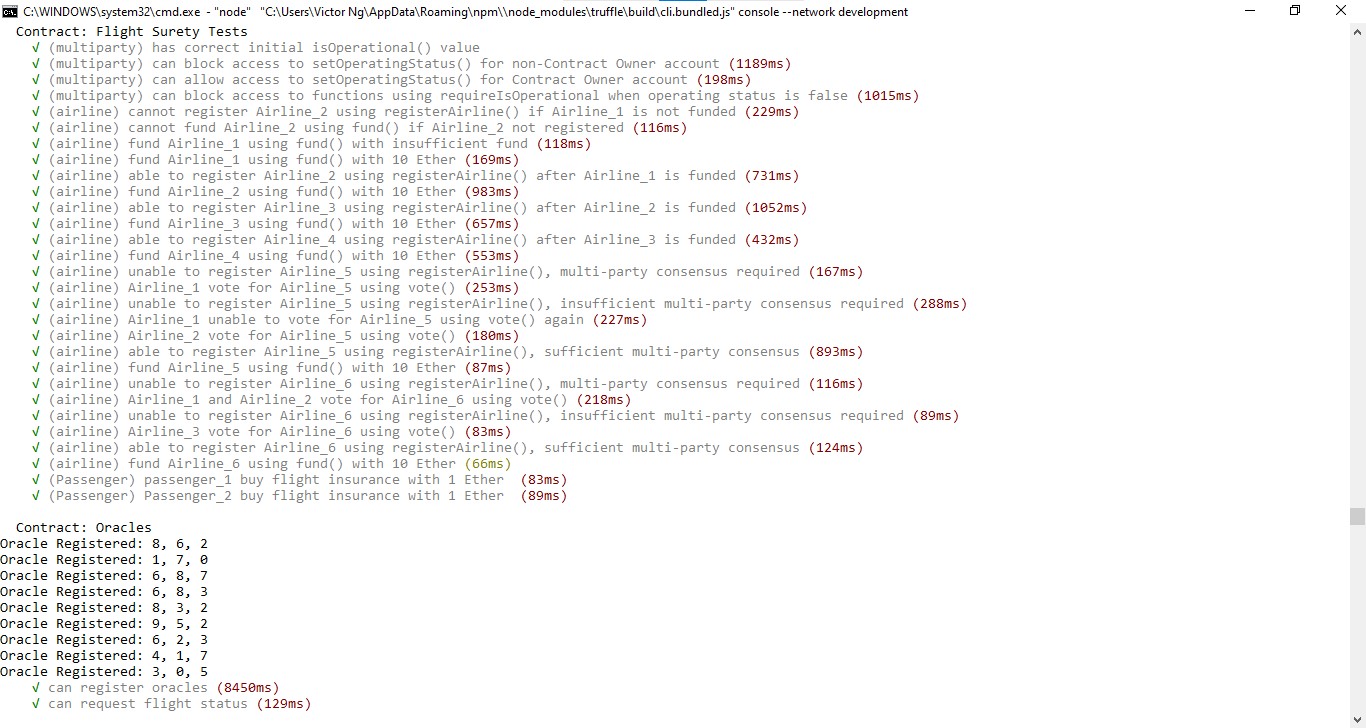 C:\WINDOWS\system32\cmd.exe - "node" "C:\Users\Victor Ng\AppData\Roaming\npm\\node_modules\truffle\build\cli.bundled.js" console --network development
Contract: Flight Surety Tests
√ (multiparty) has correct initial isOperational() value
√ (multiparty) can block access to setOperatingStatus() for non-Contract Owner account (1189ms)
√ (multiparty) can allow access to setOperatingStatus() for Contract Owner account (198ms)
√ (multiparty) can block access to functions using requireIsOperational when operating status is false (1015ms)
√ (airline) cannot register Airline_2 using registerAirline() if Airline_1 is not funded (229ms)
√ (airline) cannot fund Airline_2 using fund() if Airline_2 not registered (116ms)
√ (airline) fund Airline_1 using fund() with insufficient fund (118ms)
√ (airline) fund Airline_1 using fund() with 10 Ether (169ms)
√ (airline) able to register Airline_2 using registerAirline() after Airline_1 is funded (731ms)
√ (airline) fund Airline_2 using fund() with 10 Ether (983ms)
√ (airline) able to register Airline_3 using registerAirline() after Airline_2 is funded (1052ms)
√ (airline) fund Airline_3 using fund() with 10 Ether (657ms)
√ (airline) able to register Airline_4 using registerAirline() after Airline_3 is funded (432ms)
√ (airline) fund Airline_4 using fund() with 10 Ether (553ms)
√ (airline) unable to register Airline_5 using registerAirline(), multi-party consensus required (167ms)
√ (airline) Airline_1 vote for Airline_5 using vote() (253ms)
√ (airline) unable to register Airline_5 using registerAirline(), insufficient multi-party consensus required (288ms)
√ (airline) Airline_1 unable to vote for Airline_5 using vote() again (227ms)
√ (airline) Airline_2 vote for Airline_5 using vote() (180ms)
√ (airline) able to register Airline_5 using registerAirline(), sufficient multi-party consensus (893ms)
√ (airline) fund Airline_5 using fund() with 10 Ether (87ms)
√ (airline) unable to register Airline_6 using registerAirline(), multi-party consensus required (116ms)
√ (airline) Airline_1 and Airline_2 vote for Airline_6 using vote() (218ms)
√ (airline) unable to register Airline_6 using registerAirline(), insufficient multi-party consensus required (89ms)
√ (airline) Airline_3 vote for Airline_6 using vote() (83ms)
√ (airline) able to register Airline_6 using registerAirline(), sufficient multi-party consensus (124ms)
√ (airline) fund Airline_6 using fund() with 10 Ether (66ms)
√ (Passenger) passenger_1 buy flight insurance with 1 Ether  (83ms)
√ (Passenger) Passenger_2 buy flight insurance with 1 Ether  (89ms)
Contract: Oracles
Oracle Registered: 8, 6, 2
Oracle Registered: 1, 7, 0
Oracle Registered: 6, 8, 7
Oracle Registered: 6, 8, 3
Oracle Registered: 8, 3, 2
Oracle Registered: 9, 5, 2
Oracle Registered: 6, 2, 3
Oracle Registered: 4, 1, 7
Oracle Registered: 3, 0, 5
√ can register oracles (8450ms)
√ can request flight status (129ms)